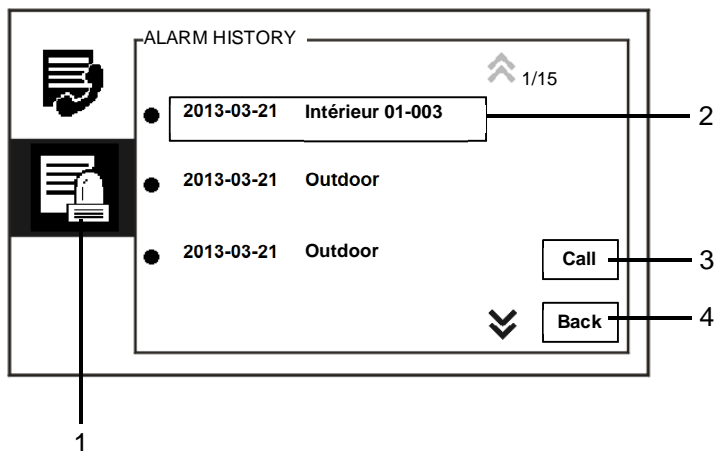 ALARM HISTORY
1/15
2013-03-21 Intérieur 01-003
2
2013-03-21 Outdoor
2013-03-21 Outdoor
Call
3
Back
4
1